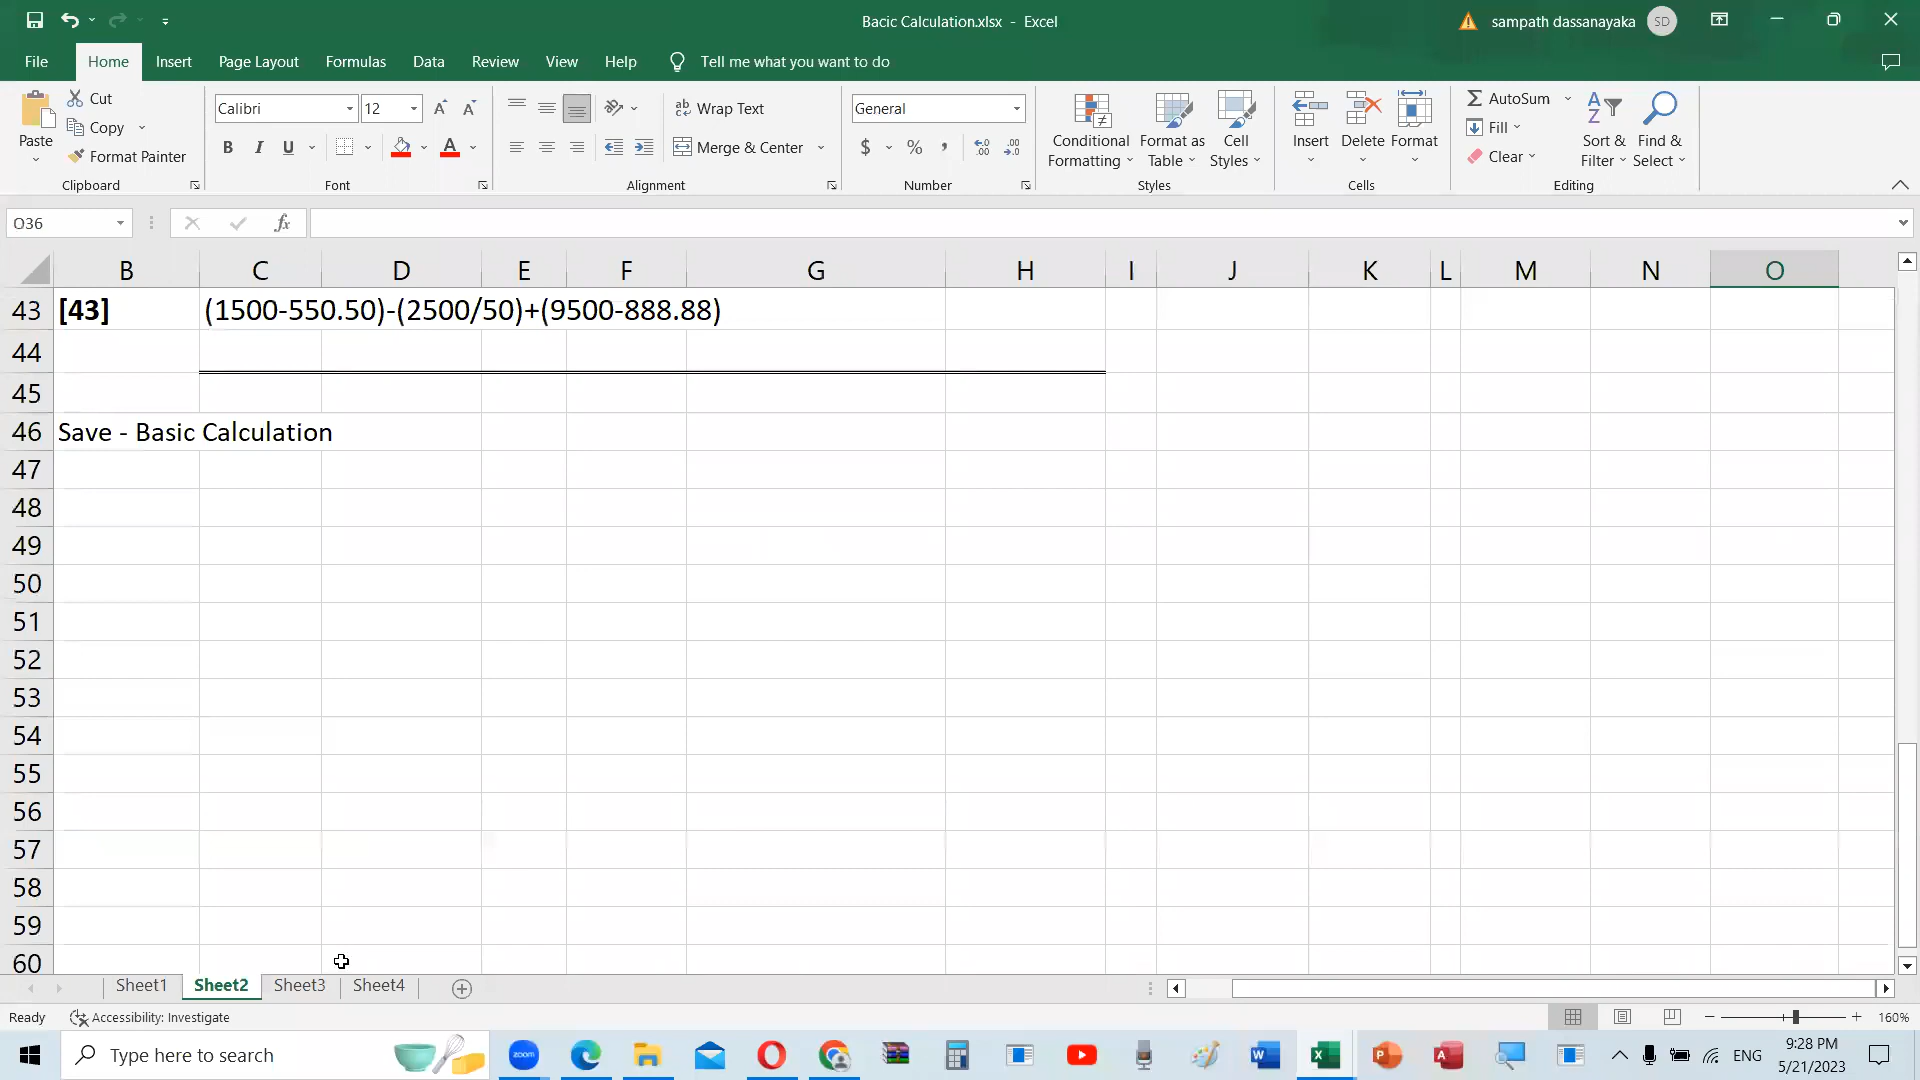 Bacic Calculation.xlsx - Excel
sampath dassanayaka
SD
File
Home
Insert
Page Layout
Formulas
Data
Review
View
Help
Tell me what you want to do
Paste
Cut
Copy
Format Painter
Clipboard
Calibri
12
B I U
Font
Wrap Text
Merge & Center
Alignment
General
$ % ,
Number
Conditional Formatting
Format as Table
Cell Styles
Styles
Insert
Delete
Format
Cells
AutoSum
Fill
Clear
Sort & Filter
Find & Select
Editing
O36
fx
B C D E F G H I J K L M N O
43 [43] (1500-550.50)-(2500/50)+(9500-888.88)
44
45
46 Save - Basic Calculation
47
48
49
50
51
52
53
54
55
56
57
58
59
60
Sheet1
Sheet2
Sheet3
Sheet4
Ready
Accessibility: Investigate
160%
Type here to search
zoom
ENG
9:28 PM
5/21/2023